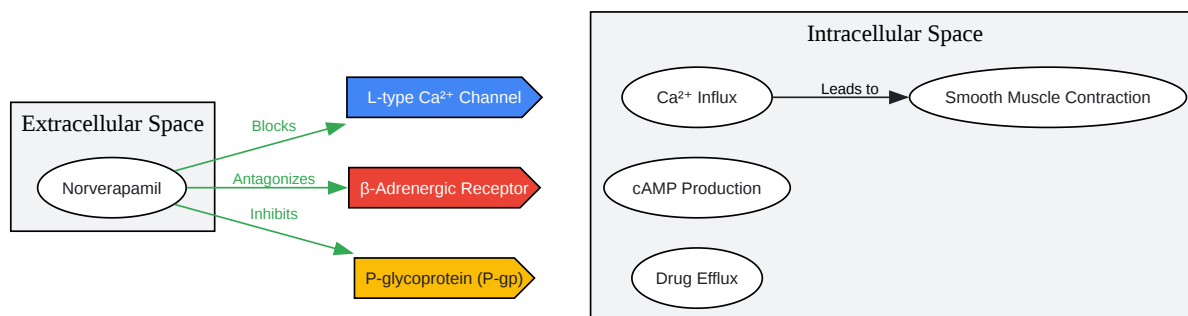 Extracellular Space
Norverapamil
Blocks
Antagonizes
Inhibits
L-type Ca²⁺ Channel
β-Adrenergic Receptor
P-glycoprotein (P-gp)
Intracellular Space
Ca²⁺ Influx
Leads to
Smooth Muscle Contraction
cAMP Production
Drug Efflux